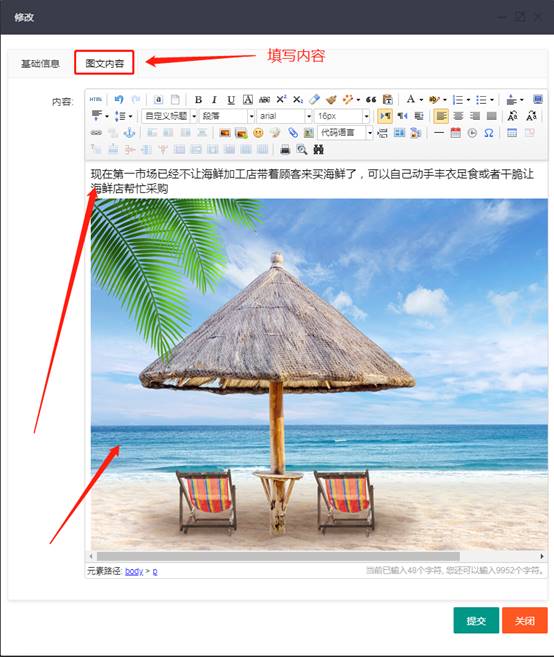 修改
基础信息
图文内容
填写内容
内容:
HTML
B I U A ABC X² X₂
自定义标题 段落 arial 16px
代码语言
现在第一市场已经不让海鲜加工店带着顾客来买海鲜了，可以自己动手丰衣足食或者干脆让
海鲜店帮忙采购
元素路径: body > p
当前已输入48个字符, 您还可以输入9952个字符。
提交
关闭